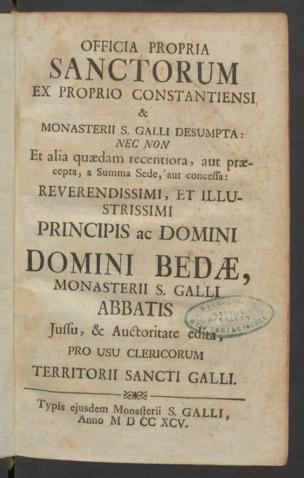 OFFICIA PROPRIA
SANCTORUM
EX PROPRIO CONSTANTIENSI
&
MONASTERII S. GALLI DESUMPTA:
NEC NON
Et alia quædam recentiora, aut præ-
cepta, a Summa Sede, aut concessa:
REVERENDISSIMI, ET ILLU-
STRISSIMI
PRINCIPIS ac DOMINI
DOMINI BEDÆ,
MONASTERII S. GALLI
ABBATIS
Jussu, & Auctoritate edita,
PRO USU CLERICORUM
TERRITORII SANCTI GALLI.
Typis ejusdem Monasterii S. GALLI,
Anno M D CC XCV.